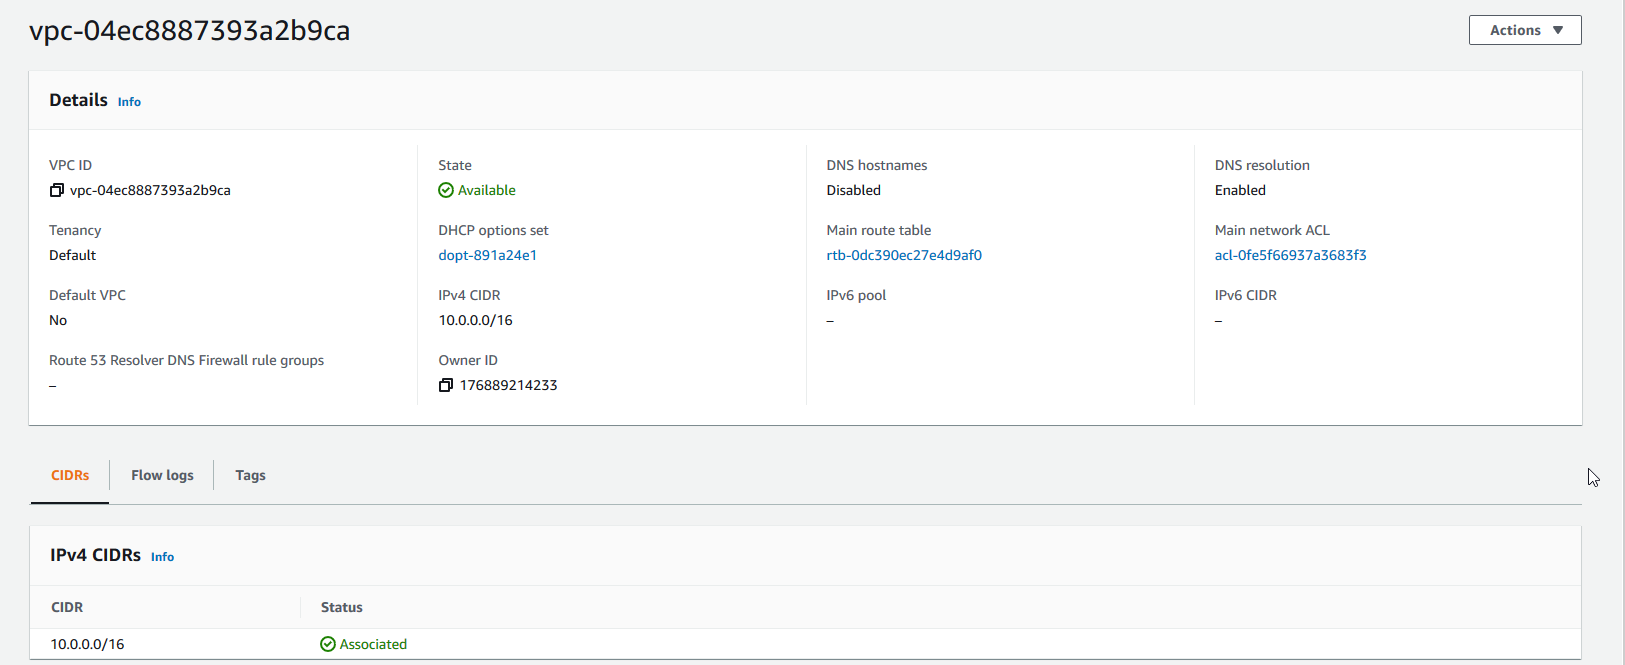 vpc-04ec8887393a2b9ca
Actions
Details Info
VPC ID
vpc-04ec8887393a2b9ca
State
Available
DNS hostnames
Disabled
DNS resolution
Enabled
Tenancy
Default
DHCP options set
dopt-891a24e1
Main route table
rtb-0dc390ec27e4d9af0
Main network ACL
acl-0fe5f66937a3683f3
Default VPC
No
IPv4 CIDR
10.0.0.0/16
IPv6 pool
–
IPv6 CIDR
–
Route 53 Resolver DNS Firewall rule groups
–
Owner ID
176889214233
CIDRs
Flow logs
Tags
IPv4 CIDRs Info
CIDR
Status
10.0.0.0/16
Associated